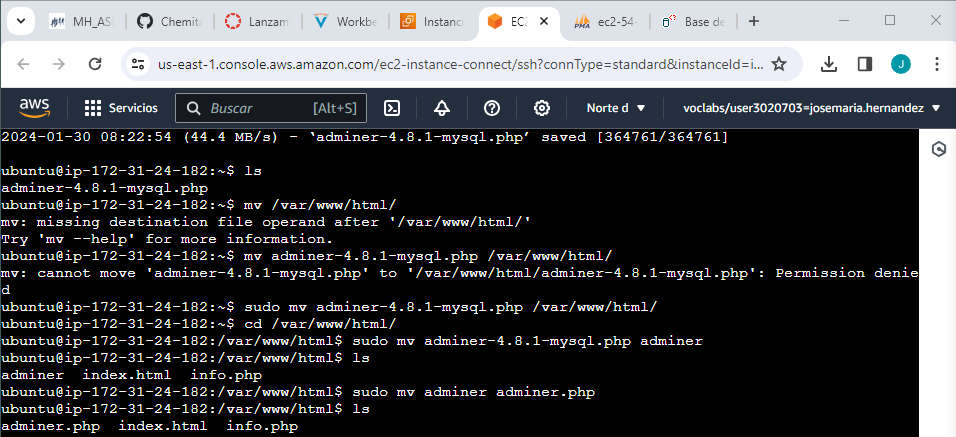 MH_AS
Chemit
Lanzam
Workbe
Instanci
EC2
ec2-54-
Base de
us-east-1.console.aws.amazon.com/ec2-instance-connect/ssh?connType=standard&instanceId=i...
J
aws
Servicios
Buscar
[Alt+S]
Norte d
voclabs/user3020703=josemaria.hernandez
2024-01-30 08:22:54 (44.4 MB/s) - ‘adminer-4.8.1-mysql.php’ saved [364761/364761]
ubuntu@ip-172-31-24-182:~$ ls
adminer-4.8.1-mysql.php
ubuntu@ip-172-31-24-182:~$ mv /var/www/html/
mv: missing destination file operand after '/var/www/html/'
Try 'mv --help' for more information.
ubuntu@ip-172-31-24-182:~$ mv adminer-4.8.1-mysql.php /var/www/html/
mv: cannot move 'adminer-4.8.1-mysql.php' to '/var/www/html/adminer-4.8.1-mysql.php': Permission denie
d
ubuntu@ip-172-31-24-182:~$ sudo mv adminer-4.8.1-mysql.php /var/www/html/
ubuntu@ip-172-31-24-182:~$ cd /var/www/html/
ubuntu@ip-172-31-24-182:/var/www/html$ sudo mv adminer-4.8.1-mysql.php adminer
ubuntu@ip-172-31-24-182:/var/www/html$ ls
adminer  index.html  info.php
ubuntu@ip-172-31-24-182:/var/www/html$ sudo mv adminer adminer.php
ubuntu@ip-172-31-24-182:/var/www/html$ ls
adminer.php  index.html  info.php